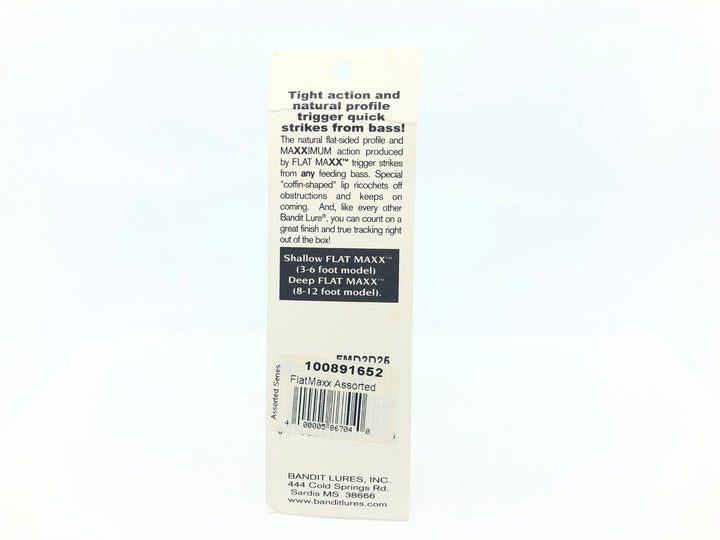 Tight action and
natural profile
trigger quick
strikes from bass!
The natural flat-sided profile and
MAXXIMUM action produced
by FLAT MAXX™ trigger strikes
from any feeding bass. Special
"coffin-shaped" lip ricochets off
obstructions and keeps on
coming. And, like every other
Bandit Lure®, you can count on a
great finish and true tracking right
out of the box!
Shallow FLAT MAXX™
(3-6 foot model)
Deep FLAT MAXX™
(8-12 foot model).
100891652
FlatMaxx Assorted
Assorted Series
4 00005 86704 0
BANDIT LURES, INC.
444 Cold Springs Rd.
Sardis MS 38666
www.banditlures.com